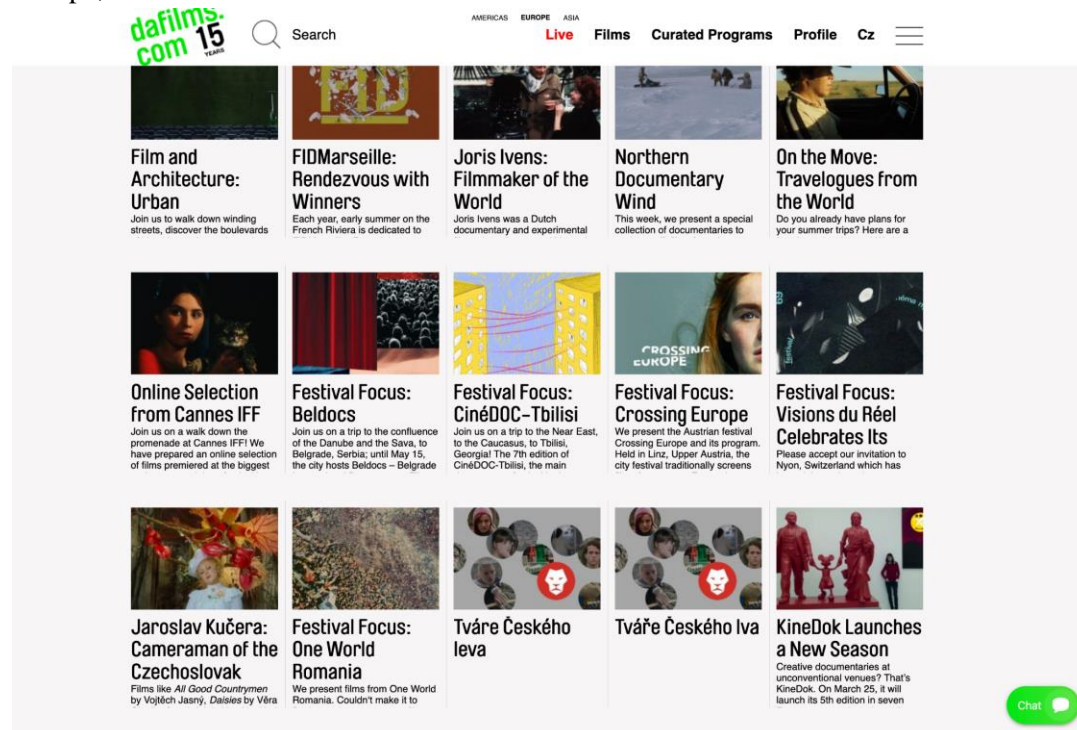 dafilms.
com 15
YEARS
Search
AMERICAS EUROPE ASIA
Live Films Curated Programs Profile Cz
Film and
Architecture:
Urban
Join us to walk down winding
streets, discover the boulevards
FIDMarseille:
Rendezvous with
Winners
Each year, early summer on the
French Riviera is dedicated to
Joris Ivens:
Filmmaker of the
World
Joris Ivens was a Dutch
documentary and experimental
Northern
Documentary
Wind
This week, we present a special
collection of documentaries to
On the Move:
Travelogues from
the World
Do you already have plans for
your summer trips? Here are a
Online Selection
from Cannes IFF
Join us on a walk down the
promenade at Cannes IFF! We
have prepared an online selection
of films premiered at the biggest
Festival Focus:
Beldocs
Join us on a trip to the confluence
of the Danube and the Sava, to
Belgrade, Serbia; until May 15,
the city hosts Beldocs – Belgrade
Festival Focus:
CinéDOC-Tbilisi
Join us on a trip to the Near East,
to the Caucasus, to Tbilisi,
Georgia! The 7th edition of
CinéDOC-Tbilisi, the main
CROSSING
EUROPE
Festival Focus:
Crossing Europe
We present the Austrian festival
Crossing Europe and its program.
Held in Linz, Upper Austria, the
city festival traditionally screens
Festival Focus:
Visions du Réel
Celebrates Its
Please accept our invitation to
Nyon, Switzerland which has
Jaroslav Kučera:
Cameraman of the
Czechoslovak
Films like All Good Countrymen
by Vojtěch Jasný, Daisies by Věra
Festival Focus:
One World
Romania
We present films from One World
Romania. Couldn't make it to
Tváre Českého
leva
Tváře Českého lva
KineDok Launches
a New Season
Creative documentaries at
unconventional venues? That's
KineDok. On March 25, it will
launch its 5th edition in seven
Chat